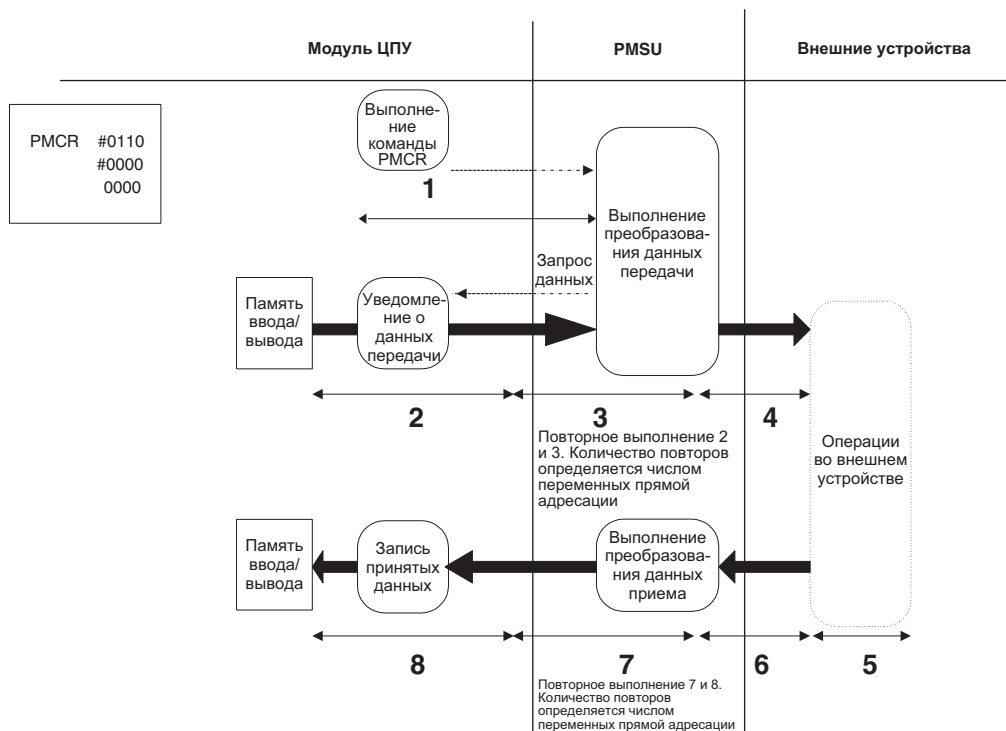 Модуль ЦПУ
PMSU
Внешние устройства
PMCR #0110
#0000
0000
Выполне-
ние
команды
PMCR
1
Выполнение
преобразова-
ния данных
передачи
Запрос
данных
Память
ввода/
вывода
Уведомле-
ние о
данных
передачи
2
3
4
Повторное выполнение 2
и 3. Количество повторов
определяется числом
переменных прямой
адресации
Операции
во внешнем
устройстве
Память
ввода/
вывода
Запись
принятых
данных
Выполнение
преобразова-
ния данных
приема
8
7
6
5
Повторное выполнение 7 и 8.
Количество повторов
определяется числом
переменных прямой адресации